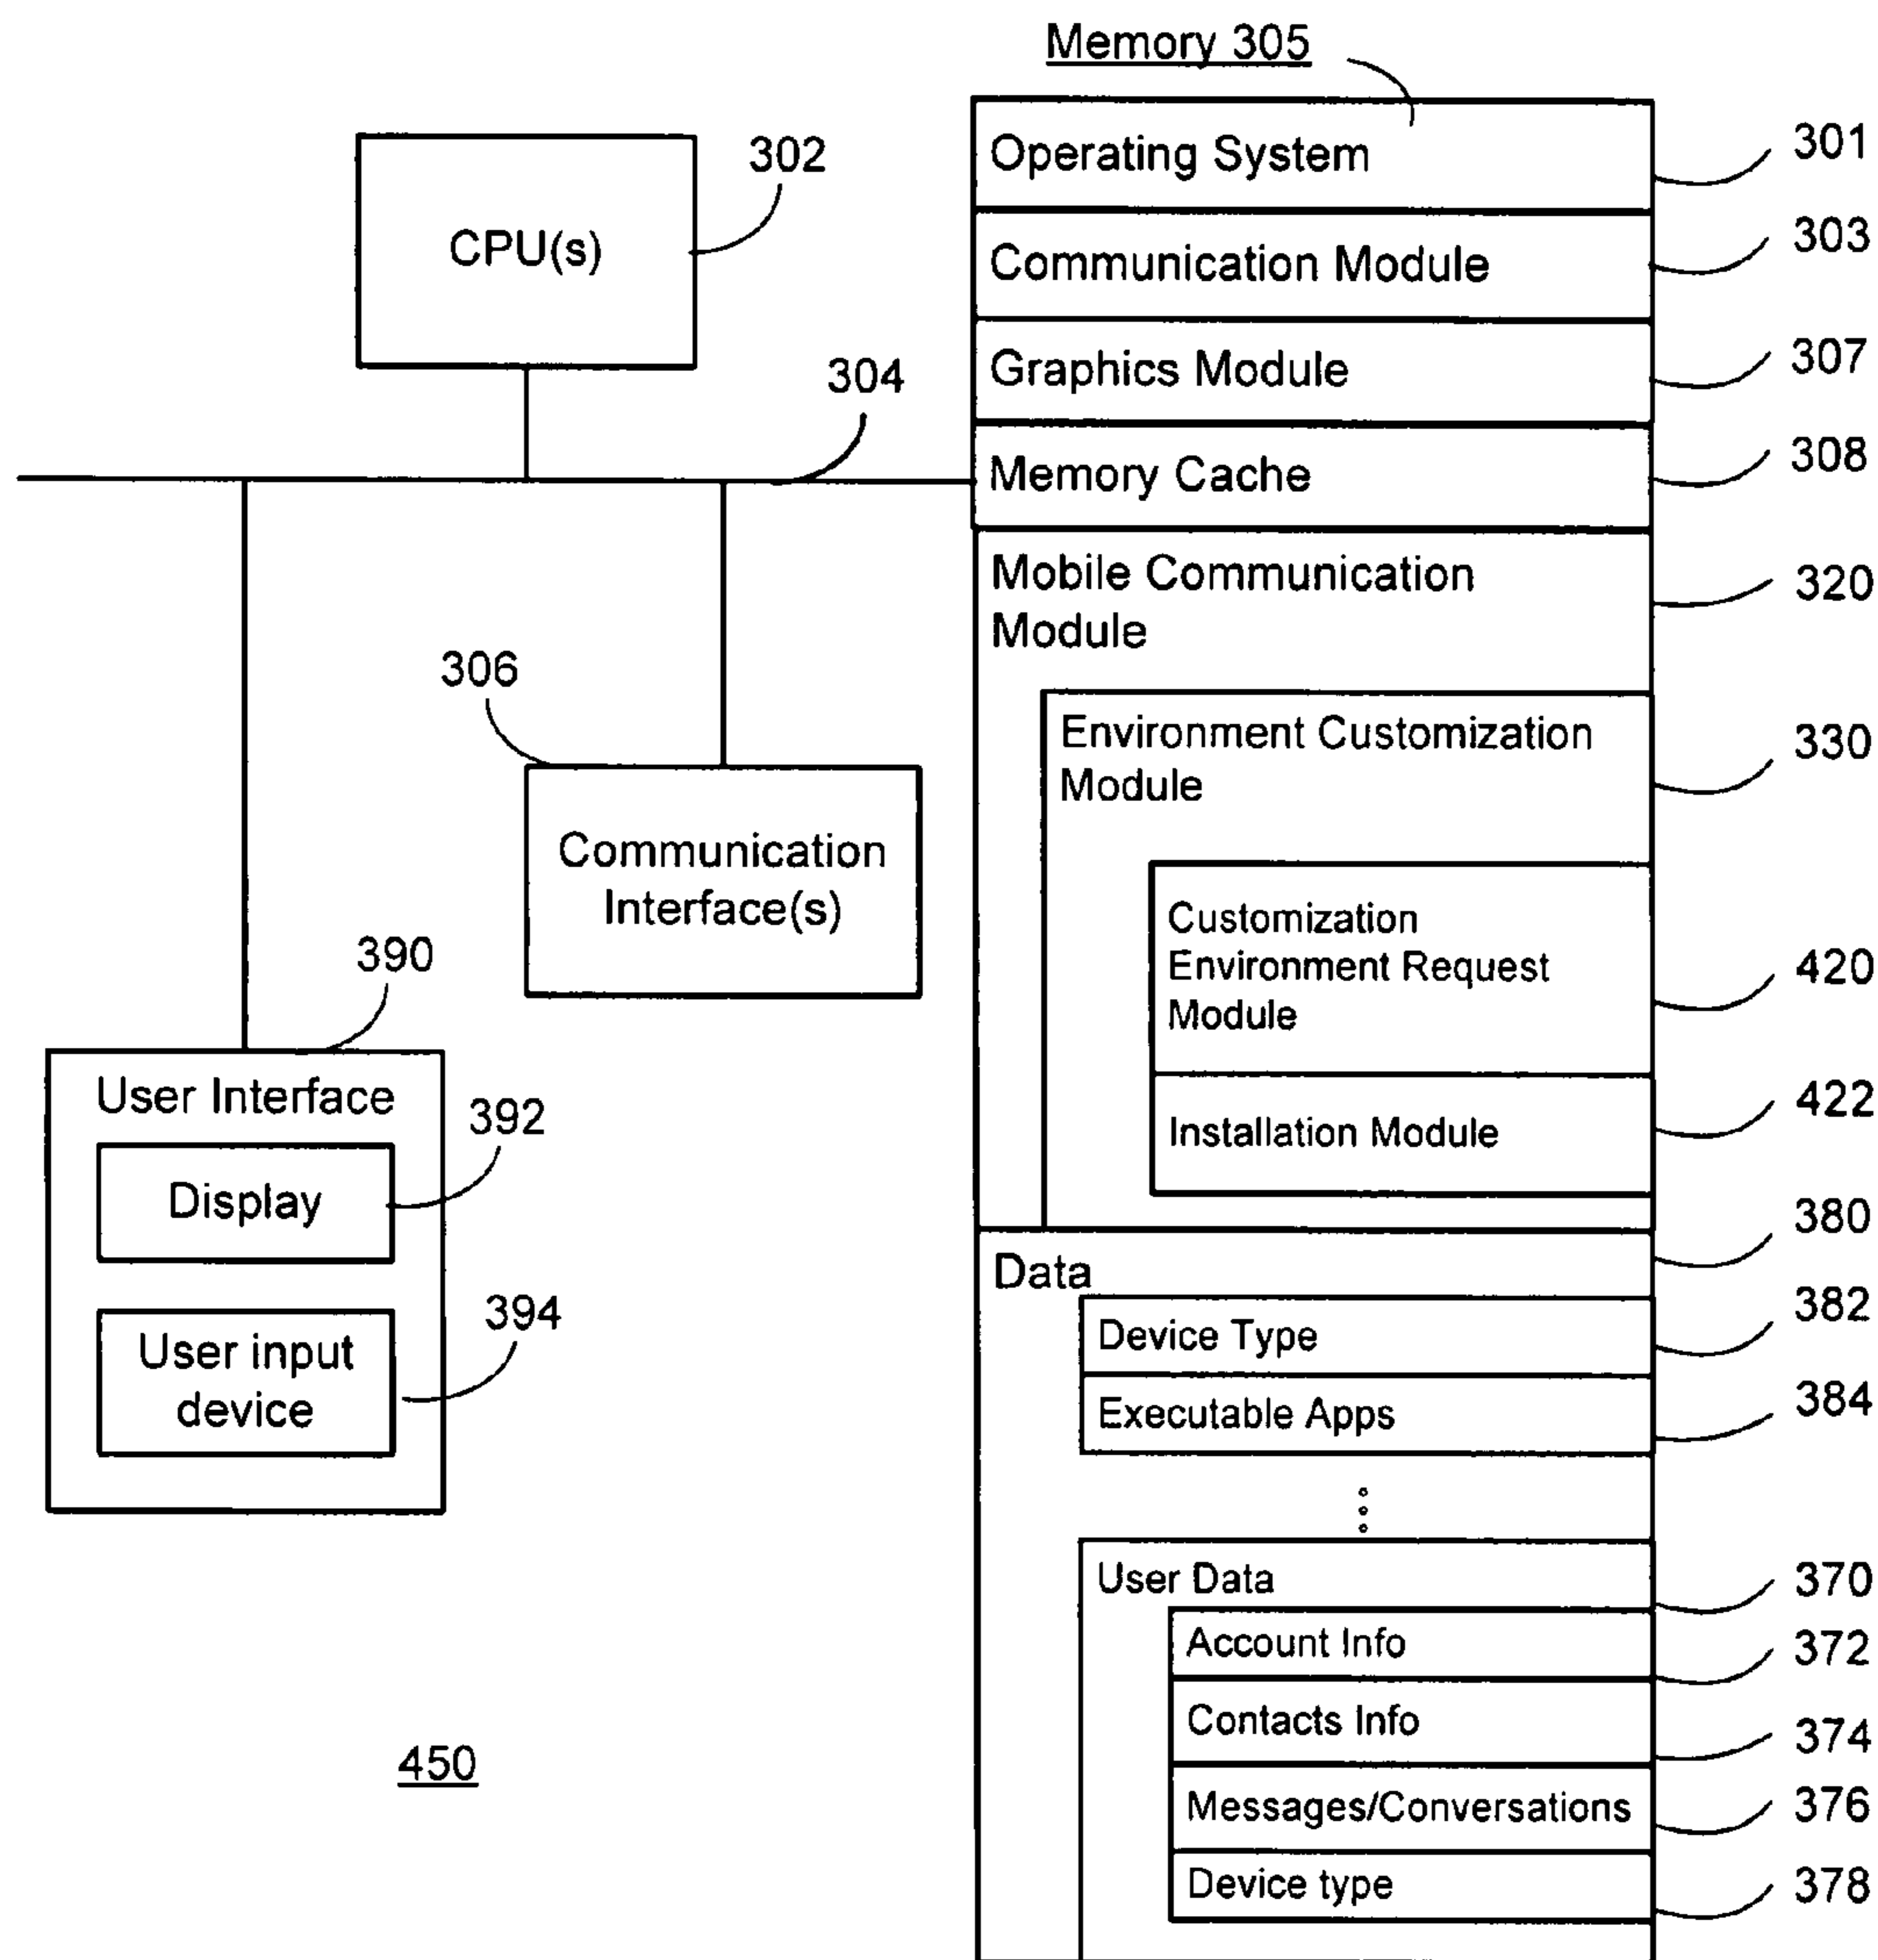 Memory 305
CPU(s)
302
304
306
Communication
Interface(s)
390
User Interface
392
Display
394
User input
device
450
Operating System
301
Communication Module
303
Graphics Module
307
Memory Cache
308
Mobile Communication
Module
320
Environment Customization
Module
330
Customization
Environment Request
Module
420
Installation Module
422
380
Data
382
Device Type
384
Executable Apps
User Data
370
Account Info
372
Contacts Info
374
Messages/Conversations
376
Device type
378